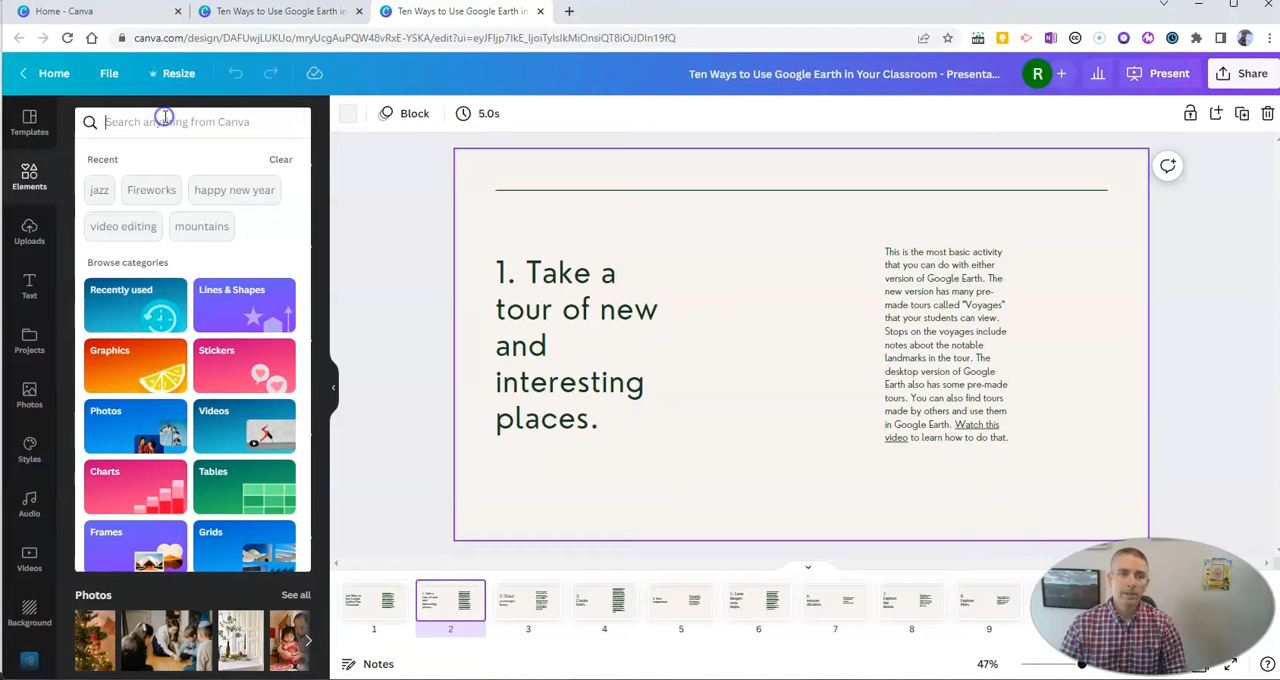 Home - Canva
Ten Ways to Use Google Earth in
Ten Ways to Use Google Earth in
canva.com/design/DAFUwjLUKUo/mryUcgAuPQW48vRxE-YSKA/edit?ui=eyJFIjp7IkE_IjoiTyIsIkMiOnsiQT8iOiJDIn19fQ
Home
File
Resize
Ten Ways to Use Google Earth in Your Classroom - Presenta...
R
Present
Share
Templates
Elements
Uploads
Text
Projects
Photos
Styles
Audio
Videos
Background
Search anything from Canva
Recent
Clear
jazz
Fireworks
happy new year
video editing
mountains
Browse categories
Recently used
Lines & Shapes
Graphics
Stickers
Photos
Videos
Charts
Tables
Frames
Grids
Photos
See all
Block
5.0s
1. Take a
tour of new
and
interesting
places.
This is the most basic activity
that you can do with either
version of Google Earth. The
new version has many pre-
made tours called "Voyages"
that your students can view.
Stops on the voyages include
notes about the notable
landmarks in the tour. The
desktop version of Google
Earth also has some pre-made
tours. You can also find tours
made by others and use them
in Google Earth. Watch this
video to learn how to do that.
1
2
3
4
5
6
7
8
9
Notes
47%